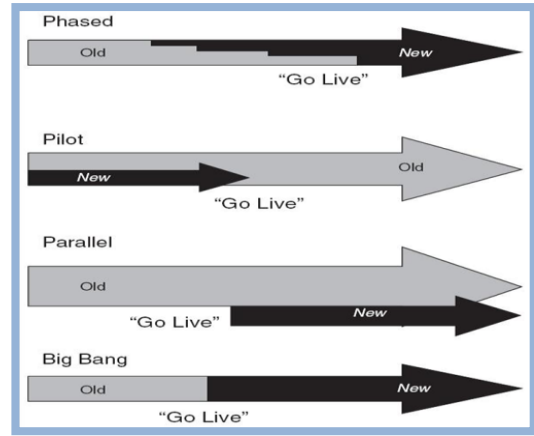 Phased
Old
New
“Go Live”
Pilot
Old
New
“Go Live”
Parallel
Old
“Go Live”
New
Big Bang
Old
New
“Go Live”